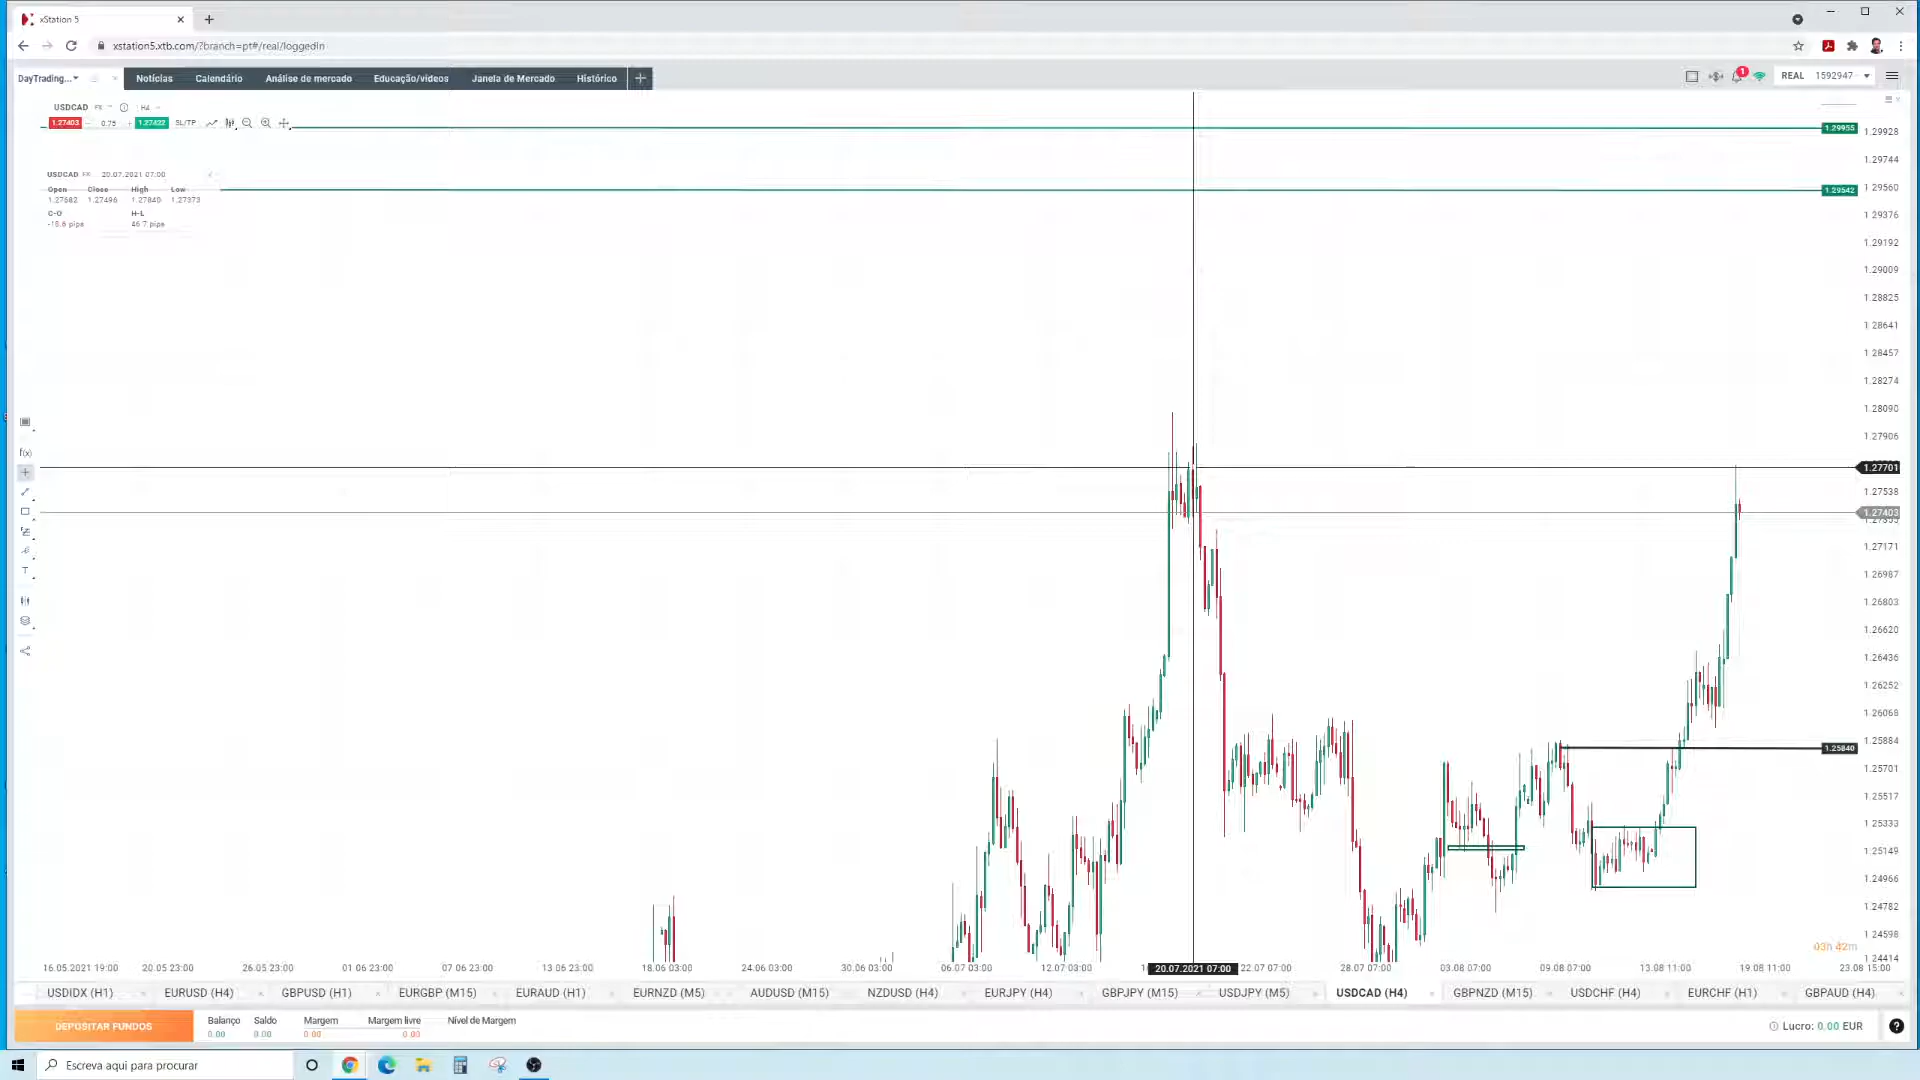 xStation 5
xstation5.xtb.com/?branch=pt#/real/loggedIn
DayTrading... Notícias Calendário Análise de mercado Educação/vídeos Janela de Mercado Histórico
1 REAL 1592947
USDCAD FX H4
1.27403 0.75 1.27422 SL/TP
USDCAD FX 20.07.2021 07:00
Open Close High Low
1.27682 1.27496 1.27840 1.27373
C-O H-L
-18.6 pips 46.7 pips
f(x)
T
1.29955
1.29928
1.29744
1.29560
1.29542
1.29376
1.29192
1.29009
1.28825
1.28641
1.28457
1.28274
1.28090
1.27906
1.27701
1.27538
1.27403
1.27171
1.26987
1.26803
1.26620
1.26436
1.26252
1.26068
1.25884
1.25840
1.25701
1.25517
1.25333
1.25149
1.24966
1.24782
1.24598
1.24414
03h 42m
16.05.2021 19:00 20.05 23:00 26.05 23:00 01.06 23:00 07.06 23:00 13.06 23:00 18.06 03:00 24.06 03:00 30.06 03:00 06.07 03:00 12.07 03:00 20.07.2021 07:00 22.07 07:00 28.07 07:00 03.08 07:00 09.08 07:00 13.08 11:00 19.08 11:00 23.08 15:00
USDIDX (H1) EURUSD (H4) GBPUSD (H1) EURGBP (M15) EURAUD (H1) EURNZD (M5) AUDUSD (M15) NZDUSD (H4) EURJPY (H4) GBPJPY (M15) USDJPY (M5) USDCAD (H4) GBPNZD (M15) USDCHF (H4) EURCHF (H1) GBPAUD (H4)
DEPOSITAR FUNDOS Balanço Saldo Margem Margem livre Nível de Margem
0.00 0.00 0.00 0.00
Lucro: 0.00 EUR
Escreva aqui para procurar